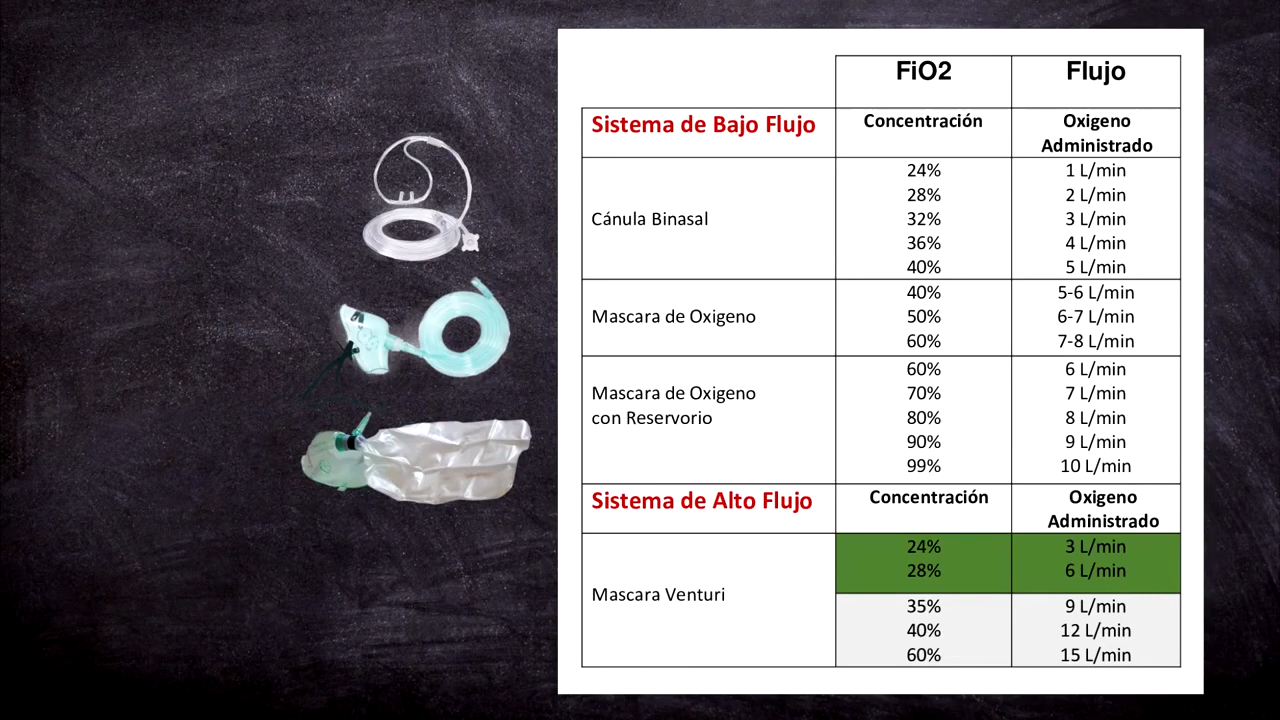 FiO2 Flujo
Sistema de Bajo Flujo Concentración Oxigeno
Administrado
24% 1 L/min
28% 2 L/min
Cánula Binasal 32% 3 L/min
36% 4 L/min
40% 5 L/min
40% 5-6 L/min
Mascara de Oxigeno 50% 6-7 L/min
60% 7-8 L/min
60% 6 L/min
Mascara de Oxigeno 70% 7 L/min
con Reservorio 80% 8 L/min
90% 9 L/min
99% 10 L/min
Sistema de Alto Flujo Concentración Oxigeno
Administrado
24% 3 L/min
28% 6 L/min
Mascara Venturi
35% 9 L/min
40% 12 L/min
60% 15 L/min